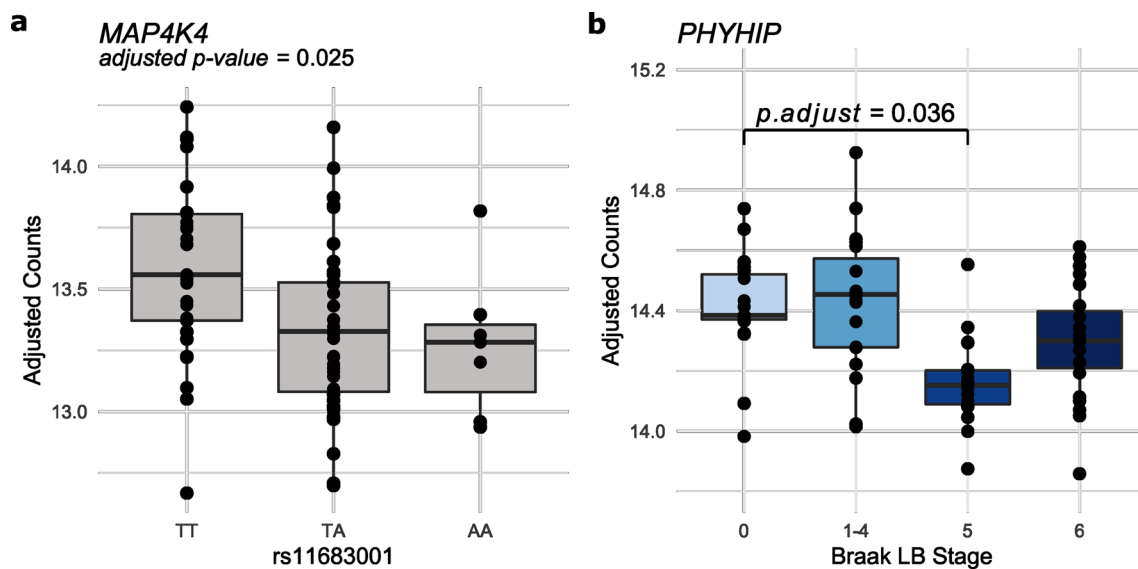 a
MAP4K4
adjusted p-value = 0.025
Adjusted Counts
14.0
13.5
13.0
TT TA AA
rs11683001
b
PHYHIP
p.adjust = 0.036
Adjusted Counts
15.2
14.8
14.4
14.0
0 1-4 5 6
Braak LB Stage